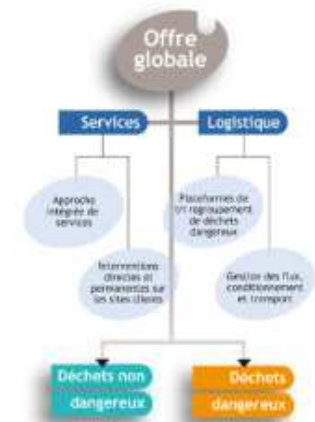 Offre
globale
Services
Logistique
Approche
intégrée de
services
Interventions
directes et
permanentes sur
les sites clients
Plateformes de
tri regroupement
de déchets
dangereux
Gestion des flux,
conditionnement
et transport
Déchets non
dangereux
Déchets
dangereux